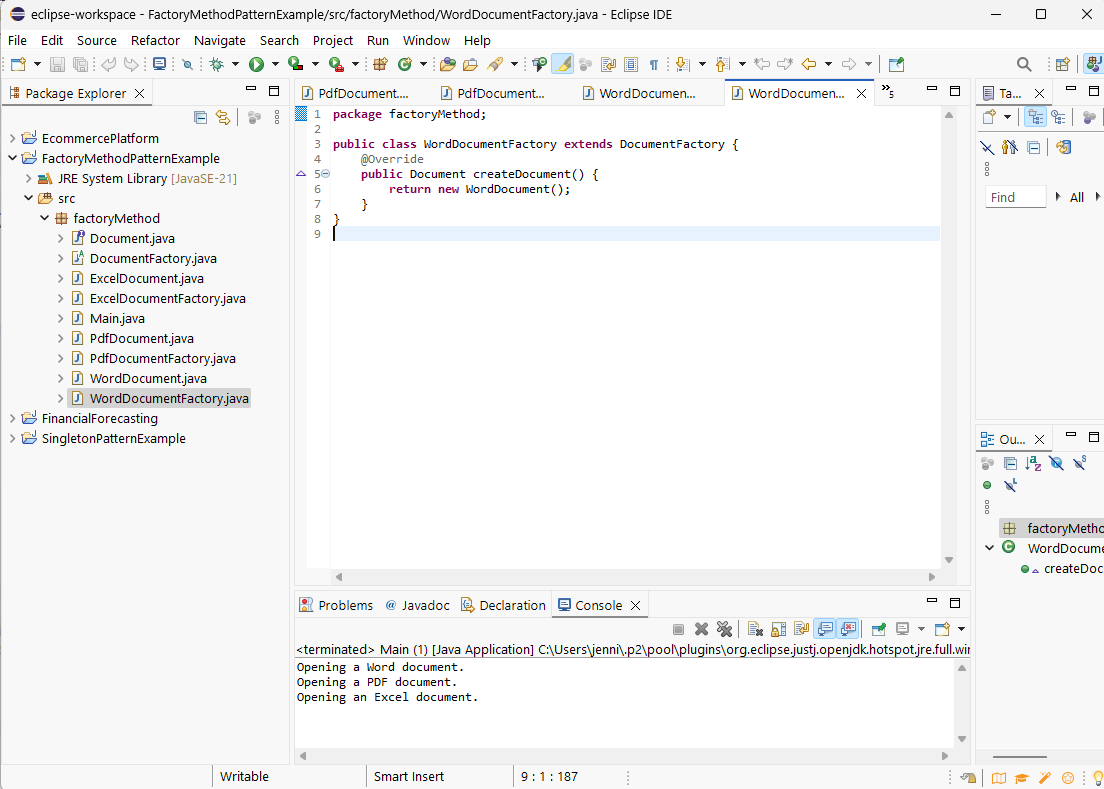 eclipse-workspace - FactoryMethodPatternExample/src/factoryMethod/WordDocumentFactory.java - Eclipse IDE
File Edit Source Refactor Navigate Search Project Run Window Help
Package Explorer
EcommercePlatform
FactoryMethodPatternExample
JRE System Library [JavaSE-21]
src
factoryMethod
Document.java
DocumentFactory.java
ExcelDocument.java
ExcelDocumentFactory.java
Main.java
PdfDocument.java
PdfDocumentFactory.java
WordDocument.java
WordDocumentFactory.java
FinancialForecasting
SingletonPatternExample
PdfDocument.... PdfDocument... WordDocumen... WordDocumen... »5
1 package factoryMethod;
2
3 public class WordDocumentFactory extends DocumentFactory {
4 @Override
5 public Document createDocument() {
6 return new WordDocument();
7 }
8 }
9
Ta...
Find All
Ou...
factoryMetho
WordDocume
createDoc
Problems @ Javadoc Declaration Console
<terminated> Main (1) [Java Application] C:\Users\jenni\.p2\pool\plugins\org.eclipse.justj.openjdk.hotspot.jre.full.win
Opening a Word document.
Opening a PDF document.
Opening an Excel document.
Writable Smart Insert 9 : 1 : 187